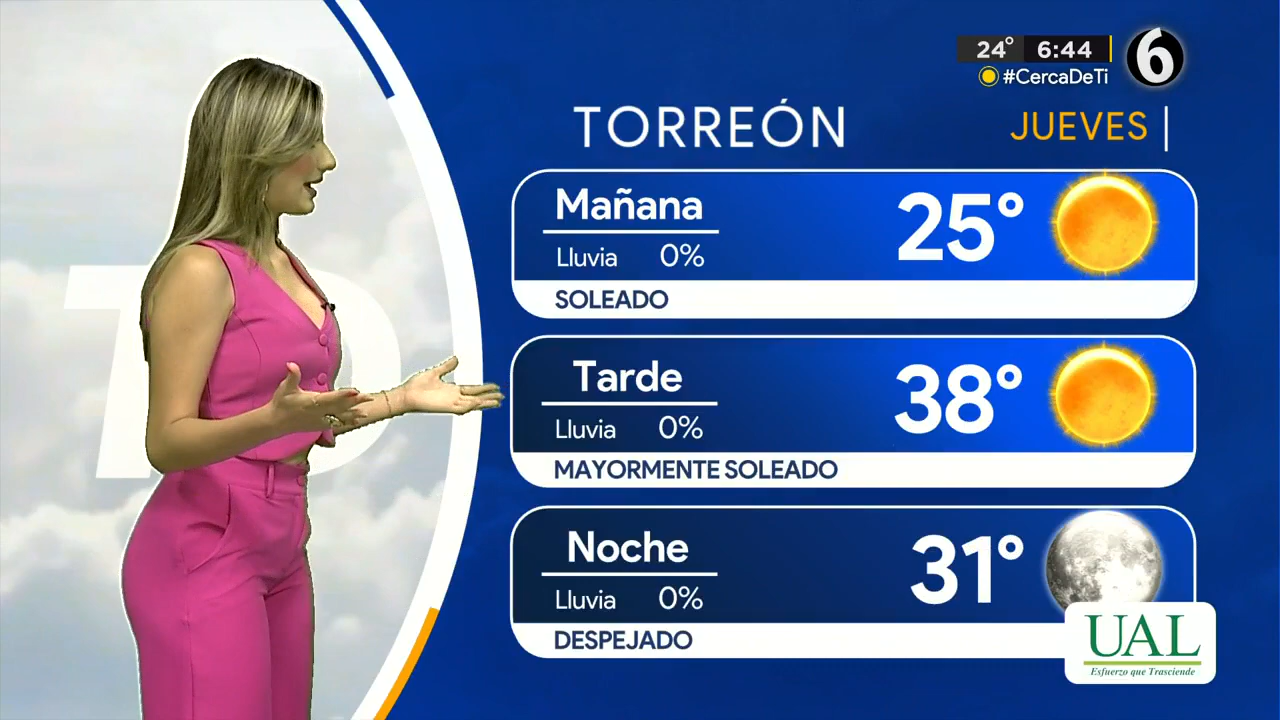 24° 6:44
6
#CercaDeTi
TORREÓN
JUEVES
Mañana
25°
Lluvia 0%
SOLEADO
Tarde
38°
Lluvia 0%
MAYORMENTE SOLEADO
Noche
31°
Lluvia 0%
DESPEJADO
UAL
Esfuerzo que Trasciende